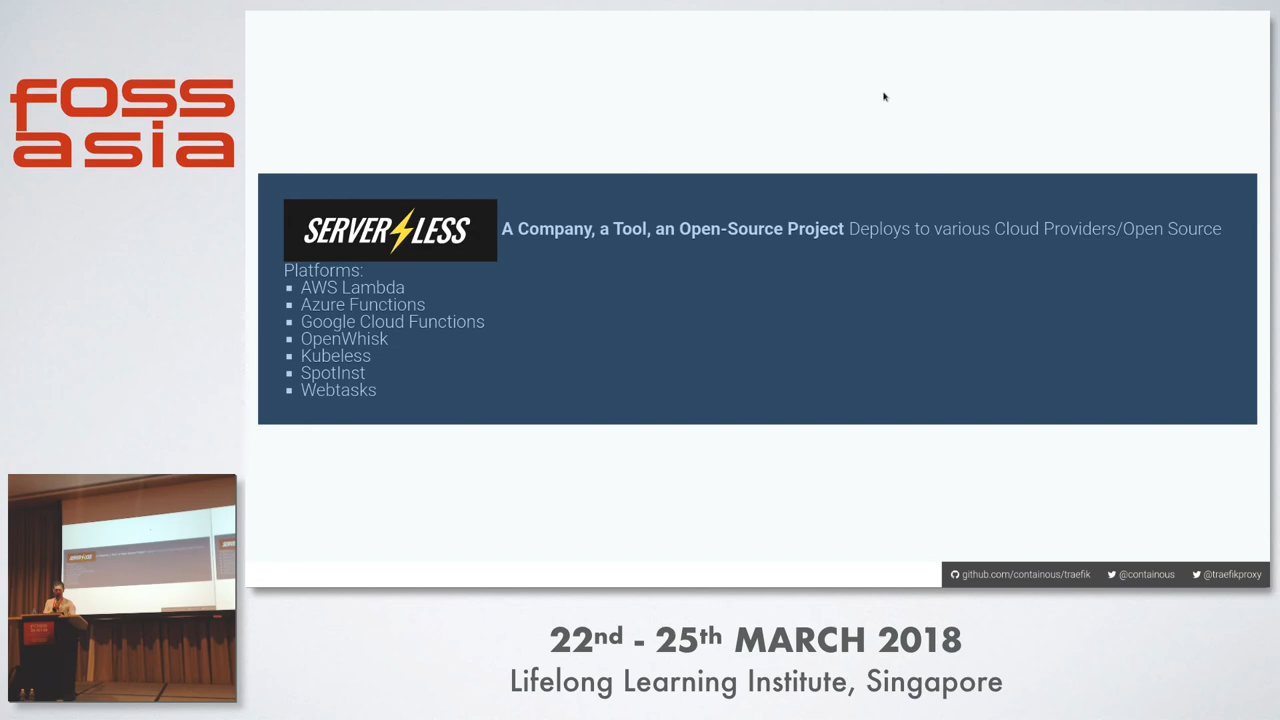 foss
asia
SERVERLESS A Company, a Tool, an Open-Source Project Deploys to various Cloud Providers/Open Source
Platforms:
AWS Lambda
Azure Functions
Google Cloud Functions
OpenWhisk
Kubeless
SpotInst
Webtasks
github.com/containous/traefik @containous @traefikproxy
22nd - 25th MARCH 2018
Lifelong Learning Institute, Singapore